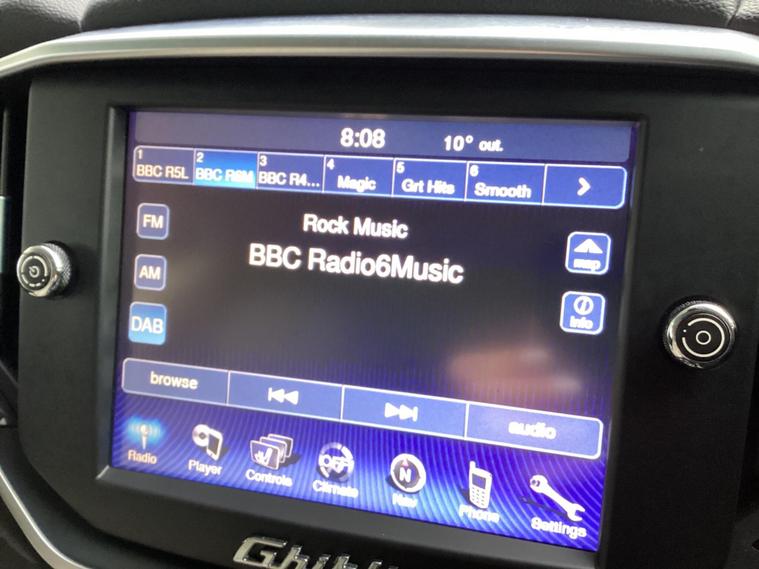 8:08 10° out.
1 2 3 4 5 6
BBC R5L BBC R6M BBC R4... Magic Grt Hits Smooth
FM Rock Music
BBC Radio6Music map
AM
DAB Info
browse audio
Radio Player Controls OFF Climate N Nav Phone Settings
Ghibli